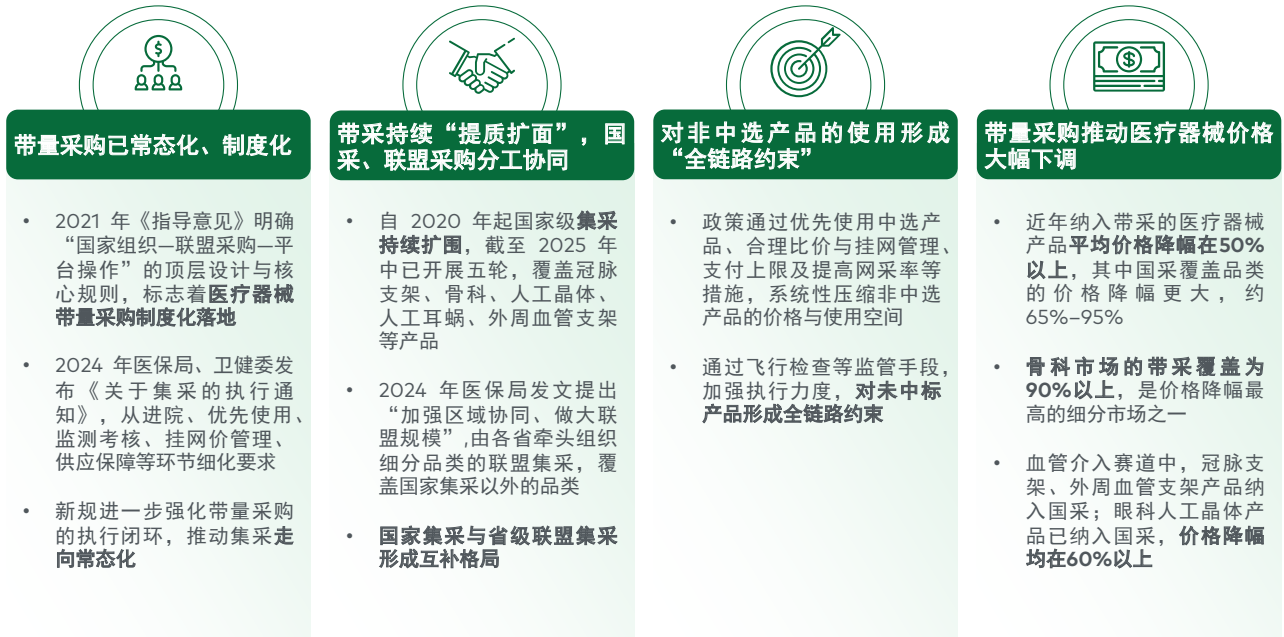 带量采购已常态化、制度化
• 2021 年《指导意见》明确
“国家组织—联盟采购—平
台操作”的顶层设计与核
心规则，标志着医疗器械
带量采购制度化落地
• 2024 年医保局、卫健委发
布《关于集采的执行通
知》，从进院、优先使用、
监测考核、挂网价管理、
供应保障等环节细化要求
• 新规进一步强化带量采购
的执行闭环，推动集采走
向常态化
带采持续“提质扩面”，国
采、联盟采购分工协同
• 自 2020 年起国家级集采
持续扩围，截至 2025 年
中已开展五轮，覆盖冠脉
支架、骨科、人工晶体、
人工耳蜗、外周血管支架
等产品
• 2024 年医保局发文提出
“加强区域协同、做大联
盟规模”,由各省牵头组织
细分品类的联盟集采，覆
盖国家集采以外的品类
• 国家集采与省级联盟集采
形成互补格局
对非中选产品的使用形成
“全链路约束”
• 政策通过优先使用中选产
品、合理比价与挂网管理、
支付上限及提高网采率等
措施，系统性压缩非中选
产品的价格与使用空间
• 通过飞行检查等监管手段，
加强执行力度，对未中标
产品形成全链路约束
带量采购推动医疗器械价格
大幅下调
• 近年纳入带采的医疗器械
产品平均价格降幅在50%
以上，其中国采覆盖品类
的价格降幅更大，约
65%–95%
• 骨科市场的带采覆盖为
90%以上，是价格降幅最
高的细分市场之一
• 血管介入赛道中，冠脉支
架、外周血管支架产品纳
入国采；眼科人工晶体产
品已纳入国采，价格降幅
均在60%以上